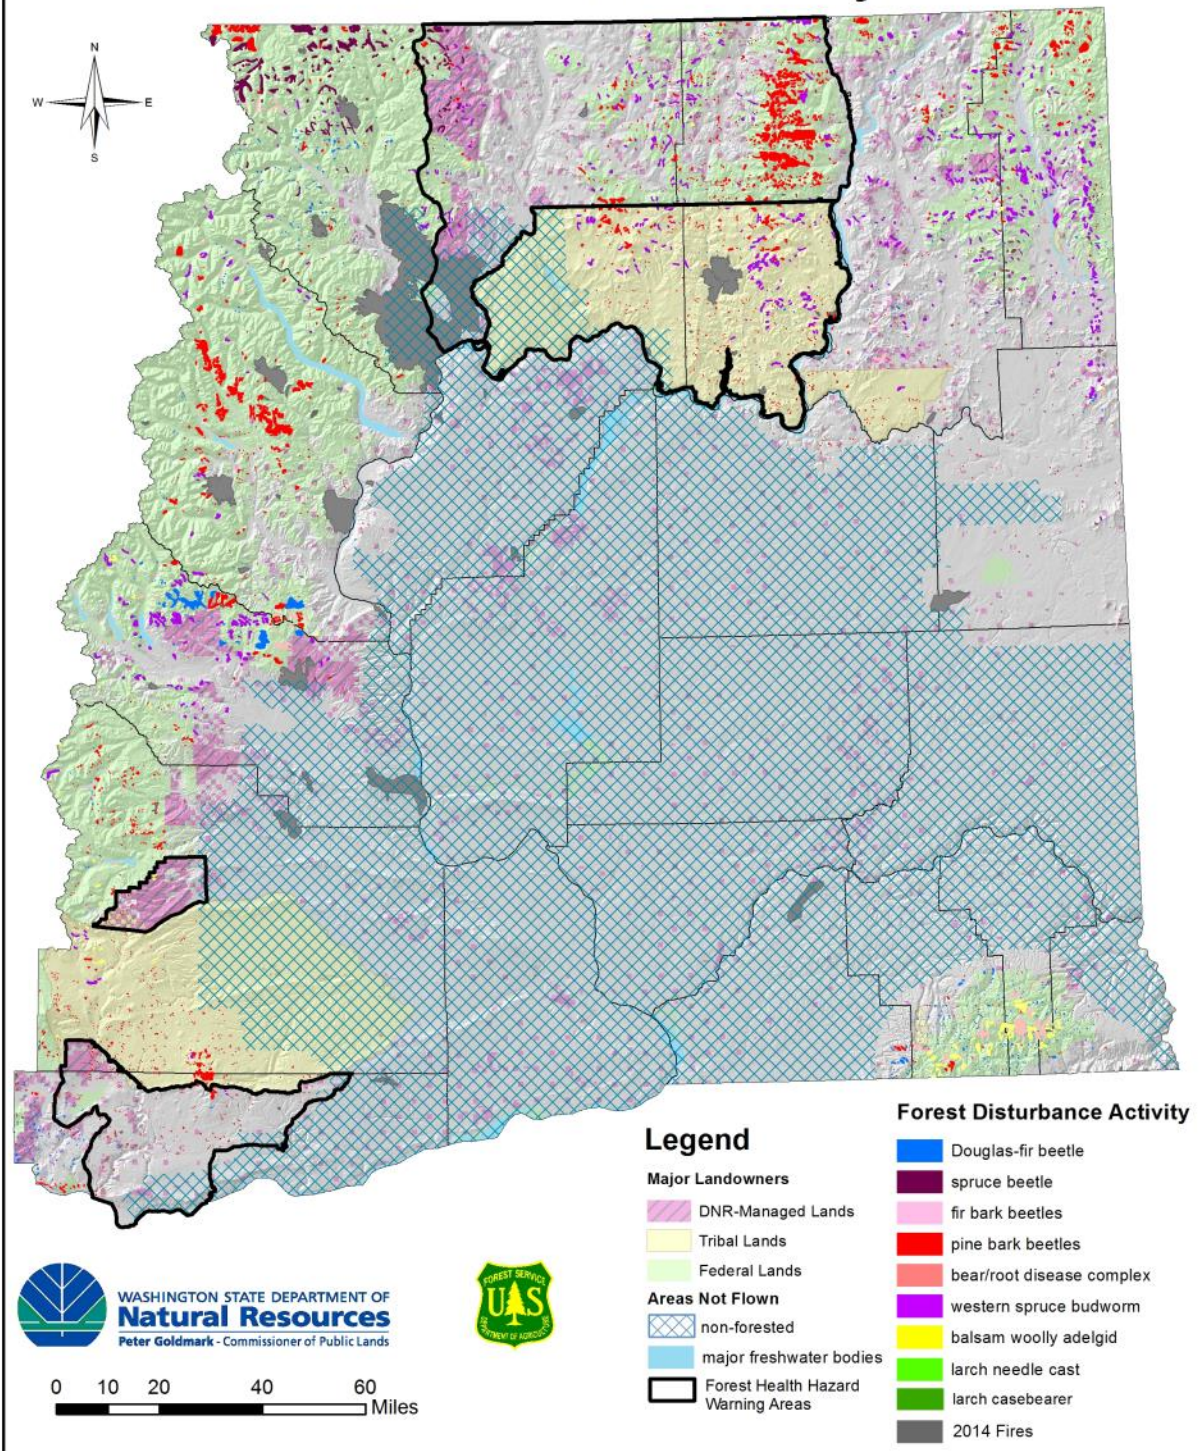 N
W E
S
Legend
Major Landowners
DNR-Managed Lands
Tribal Lands
Federal Lands
Areas Not Flown
non-forested
major freshwater bodies
Forest Health Hazard
Warning Areas
Forest Disturbance Activity
Douglas-fir beetle
spruce beetle
fir bark beetles
pine bark beetles
bear/root disease complex
western spruce budworm
balsam woolly adelgid
larch needle cast
larch casebearer
2014 Fires
WASHINGTON STATE DEPARTMENT OF
Natural Resources
Peter Goldmark - Commissioner of Public Lands
FOREST SERVICE
U S
DEPARTMENT OF AGRICULTURE
0 10 20 40 60
Miles